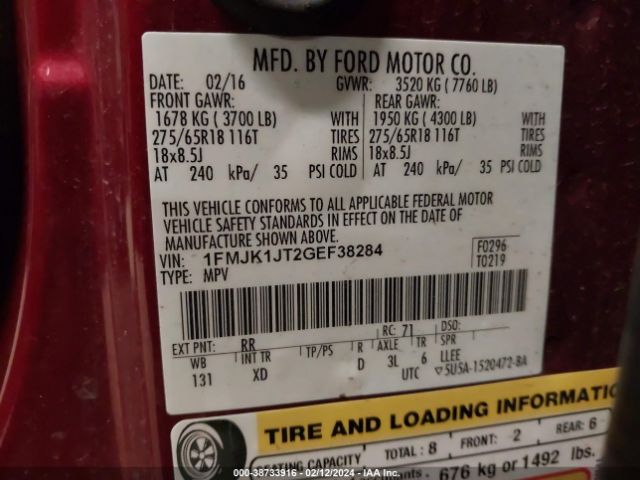 MFD. BY FORD MOTOR CO.
DATE: 02/16 GVWR: 3520 KG ( 7760 LB)
FRONT GAWR: REAR GAWR:
1678 KG ( 3700 LB) WITH 1950 KG ( 4300 LB) WITH
275/65R18 116T TIRES 275/65R18 116T TIRES
18x8.5J RIMS 18x8.5J RIMS
AT 240 kPa/ 35 PSI COLD AT 240 kPa/ 35 PSI COLD
THIS VEHICLE CONFORMS TO ALL APPLICABLE FEDERAL MOTOR
VEHICLE SAFETY STANDARDS IN EFFECT ON THE DATE OF
MANUFACTURE SHOWN ABOVE.
VIN: 1FMJK1JT2GEF38284 F0296
TYPE: MPV T0219
EXT PNT: RR RC: 71 DSO:
WB INT TR TP/PS R AXLE TR SPR
131 XD D 3L 6 LLEE
UTC ▽5U5A-1520472-BA
TIRE AND LOADING INFORMATIO
ATING CAPACITY TOTAL : 8 FRONT: 2 REAR: 6
pants. 676 kg or 1492 lbs.
000-38733916 - 02/12/2024 - IAA Inc.